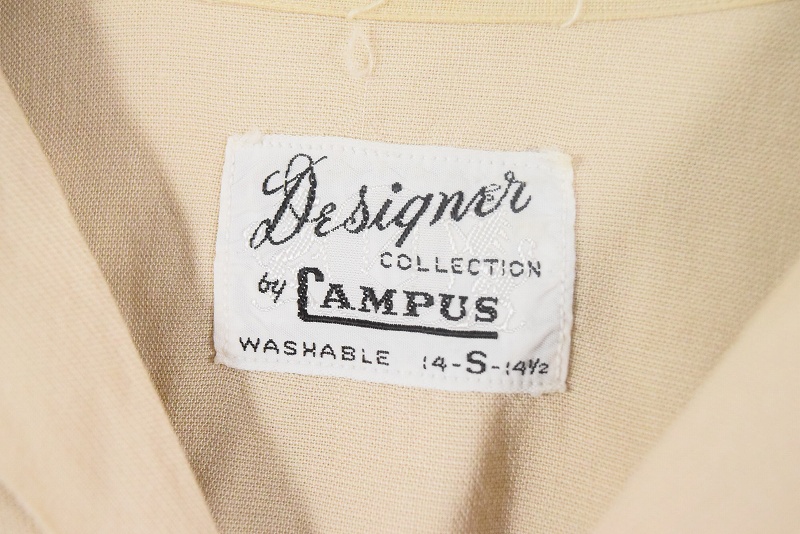 Designer
COLLECTION
by CAMPUS
WASHABLE 14-S-14½